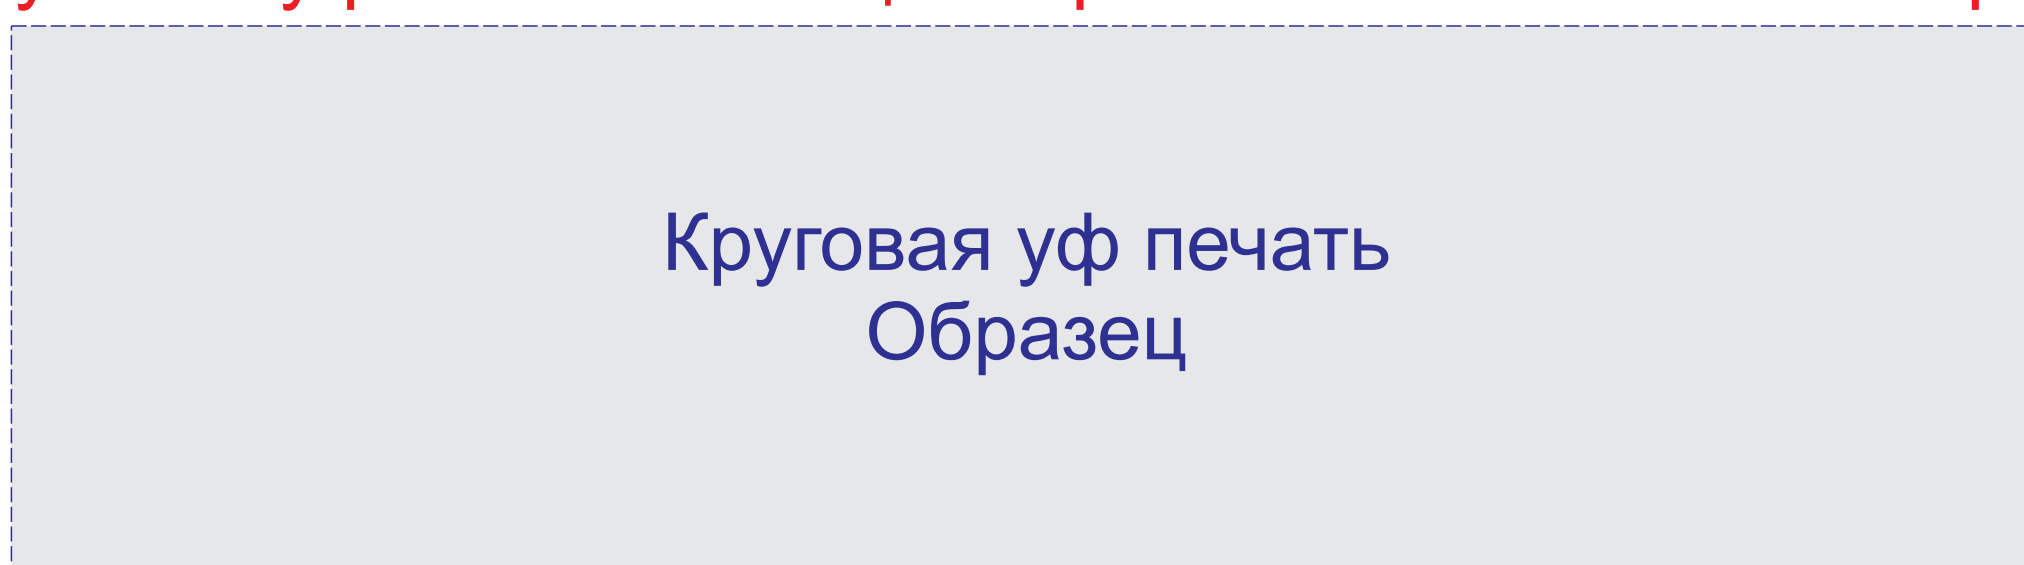 Круговая уф печать
Образец